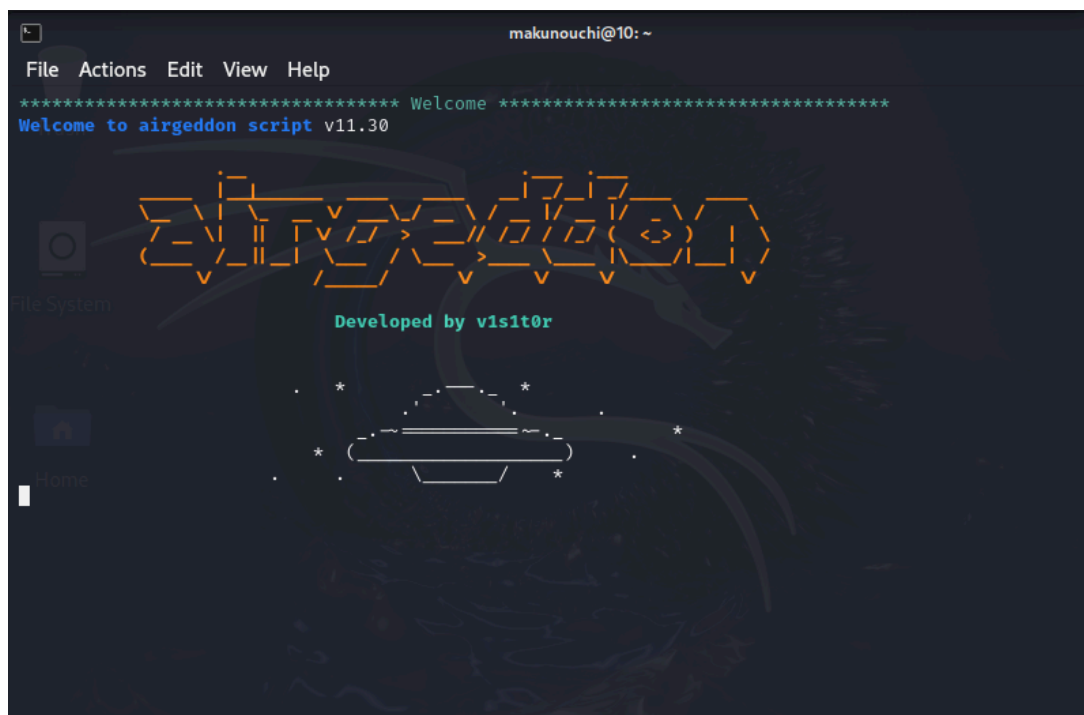 makunouchi@10: ~
File Actions Edit View Help
*********************************** Welcome ************************************
Welcome to airgeddon script v11.30
airgeddon
Developed by v1s1t0r
File System
Home